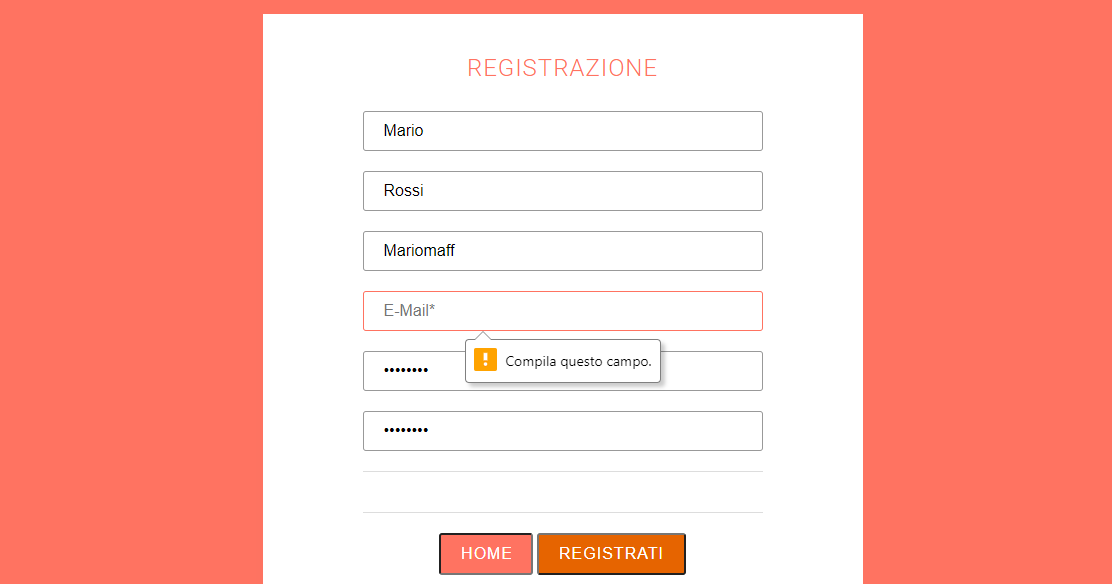 REGISTRAZIONE
Mario
Rossi
Mariomaff
E-Mail*
Compila questo campo.
••••••••
••••••••
HOME REGISTRATI